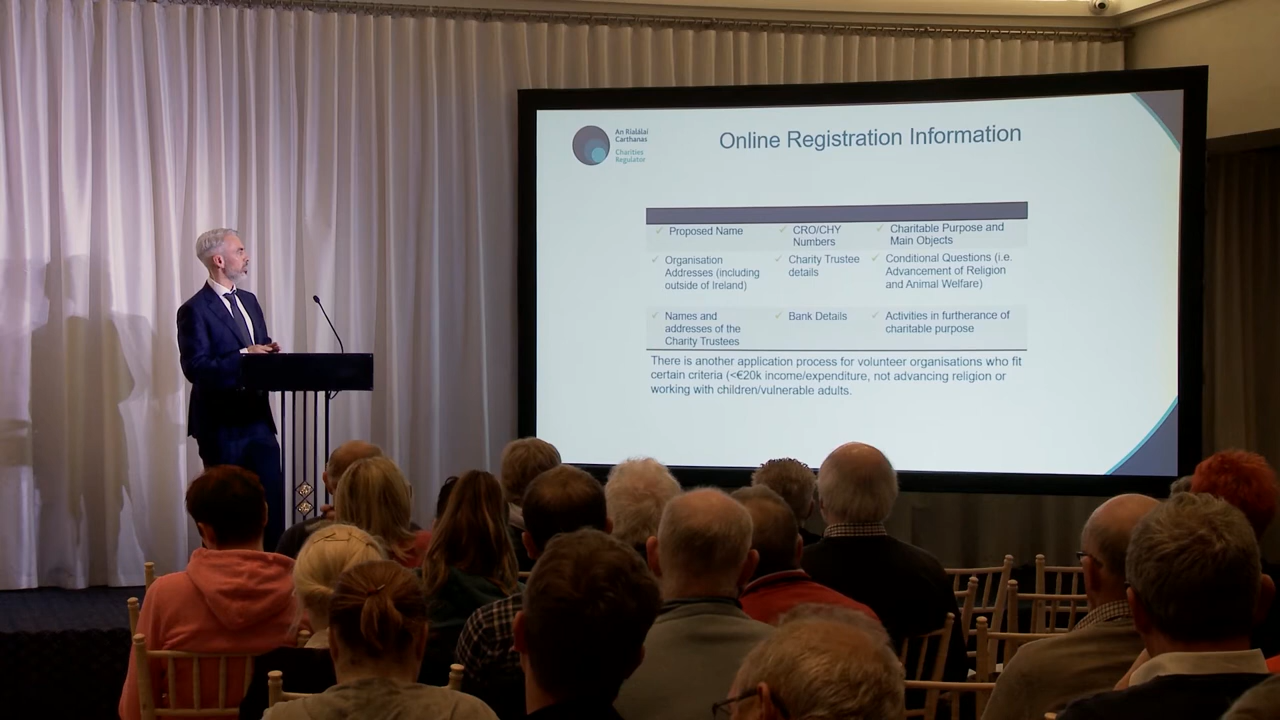 An Rialálaí
Carthanas
Charities
Regulator
Online Registration Information
✓ Proposed Name
✓ CRO/CHY
Numbers
✓ Charitable Purpose and
Main Objects
✓ Organisation
Addresses (including
outside of Ireland)
✓ Charity Trustee
details
✓ Conditional Questions (i.e.
Advancement of Religion
and Animal Welfare)
✓ Names and
addresses of the
Charity Trustees
✓ Bank Details
✓ Activities in furtherance of
charitable purpose
There is another application process for volunteer organisations who fit
certain criteria (<€20k income/expenditure, not advancing religion or
working with children/vulnerable adults.